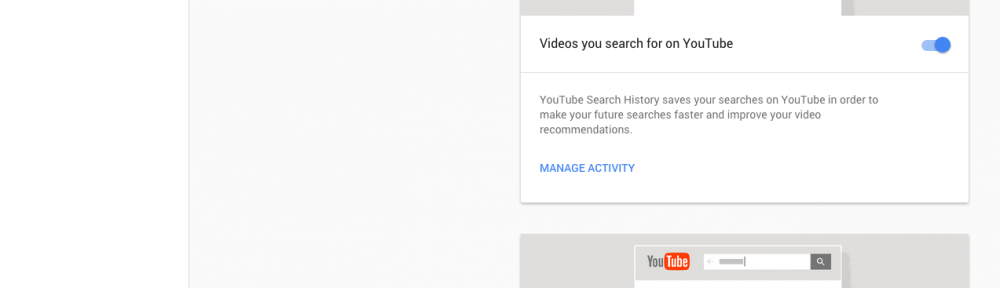 Videos you search for on YouTube
YouTube Search History saves your searches on YouTube in order to
make your future searches faster and improve your video
recommendations.
MANAGE ACTIVITY
YouTube